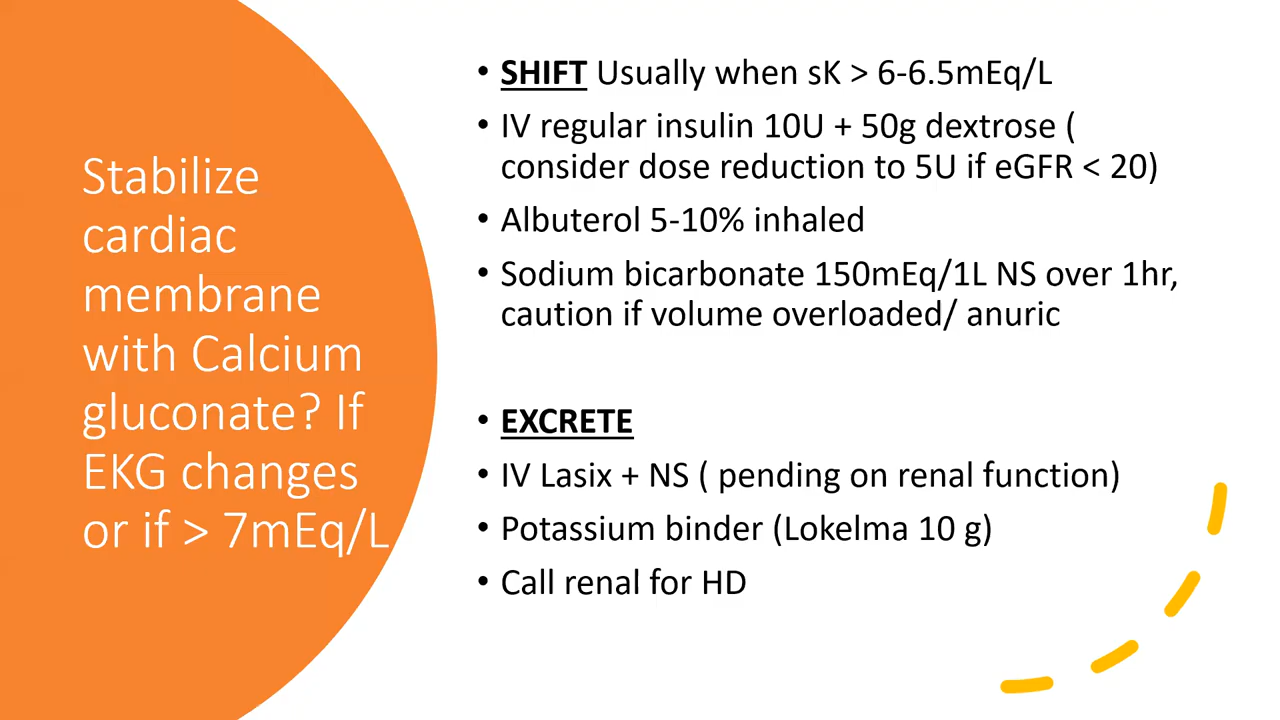 Stabilize
cardiac
membrane
with Calcium
gluconate? If
EKG changes
or if > 7mEq/L
• SHIFT Usually when sK > 6-6.5mEq/L
• IV regular insulin 10U + 50g dextrose (
consider dose reduction to 5U if eGFR < 20)
• Albuterol 5-10% inhaled
• Sodium bicarbonate 150mEq/1L NS over 1hr,
caution if volume overloaded/ anuric
• EXCRETE
• IV Lasix + NS ( pending on renal function)
• Potassium binder (Lokelma 10 g)
• Call renal for HD